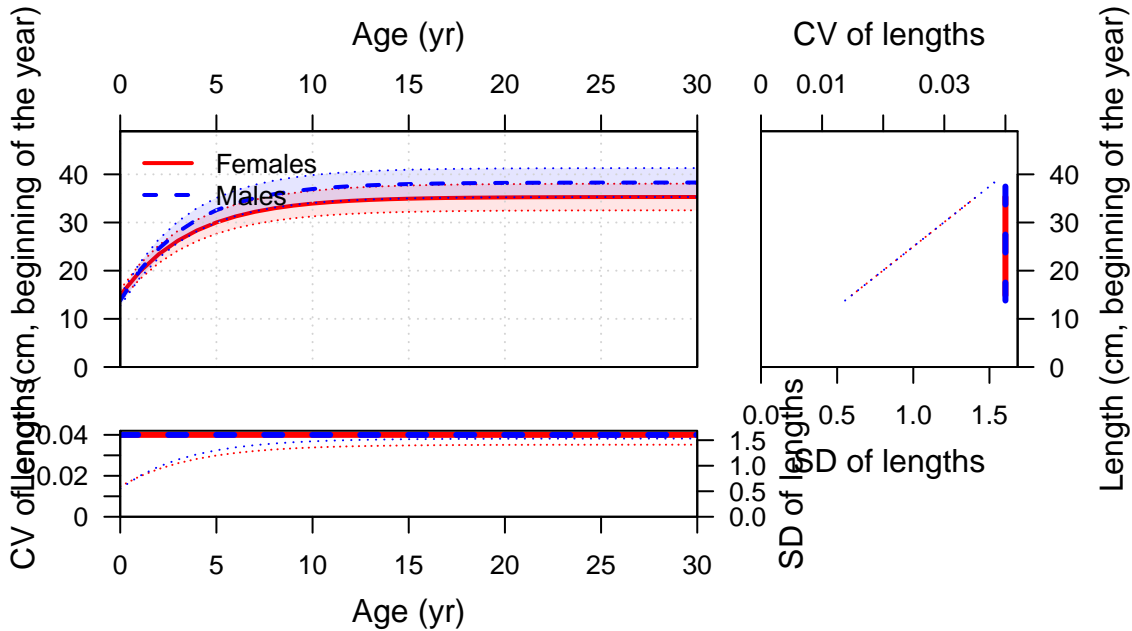 Age (yr)
CV of lengths
0 5 10 15 20 25 30
0 0.01 0.03
Length (cm, beginning of the year)
40
30
20
10
0
Females
Males
40
30
20
10
0
Length (cm, beginning of the year)
0.0 0.5 1.0 1.5
SD of lengths
CV of lengths
0.04
0.02
0
1.5
1.0
0.5
0.0
SD of lengths
0 5 10 15 20 25 30
Age (yr)